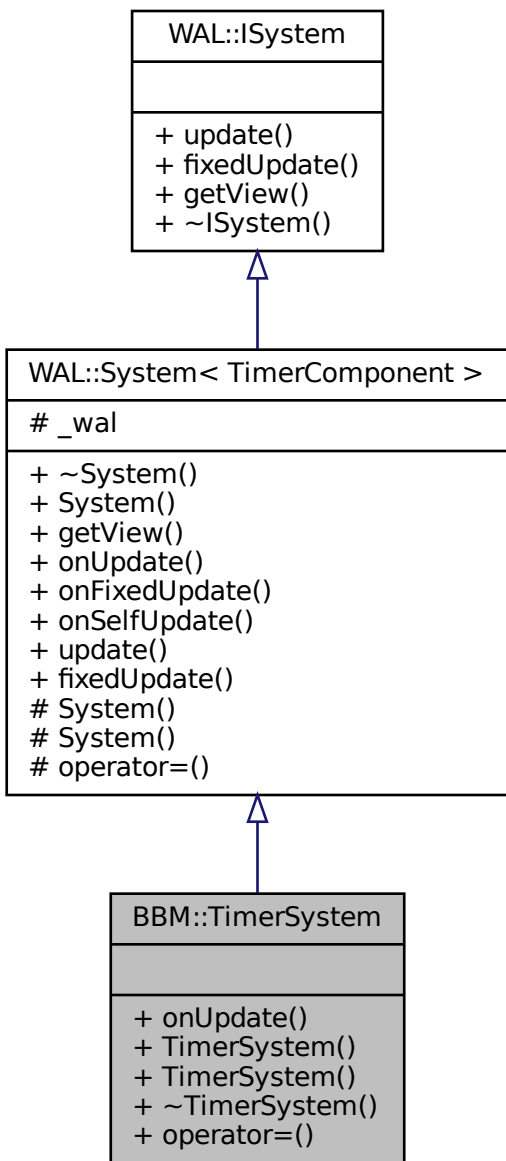 WAL::ISystem
+ update()
+ fixedUpdate()
+ getView()
+ ~ISystem()
WAL::System< TimerComponent >
# _wal
+ ~System()
+ System()
+ getView()
+ onUpdate()
+ onFixedUpdate()
+ onSelfUpdate()
+ update()
+ fixedUpdate()
# System()
# System()
# operator=()
BBM::TimerSystem
+ onUpdate()
+ TimerSystem()
+ TimerSystem()
+ ~TimerSystem()
+ operator=()